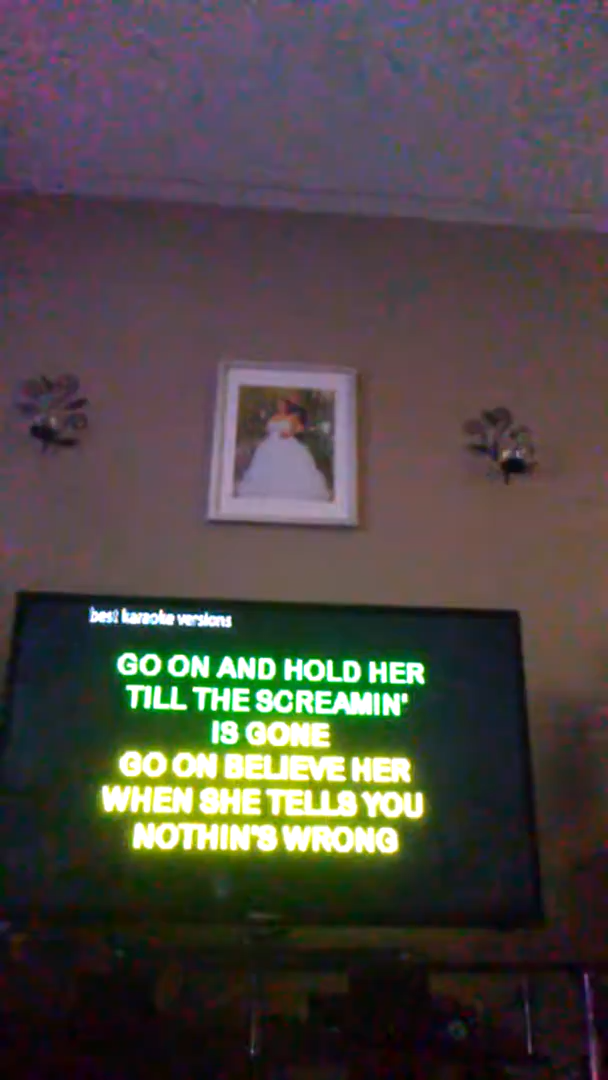 best karaoke versions
GO ON AND HOLD HER
TILL THE SCREAMIN'
IS GONE
GO ON BELIEVE HER
WHEN SHE TELLS YOU
NOTHIN'S WRONG